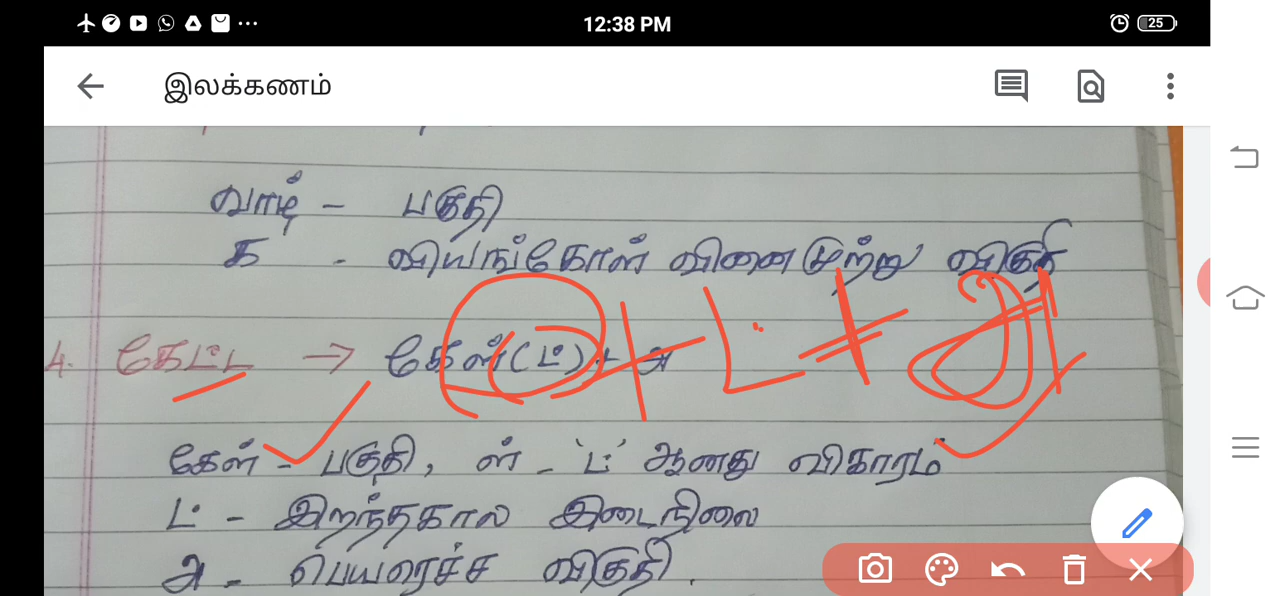 12:38 PM
25
இலக்கணம்
வாழ் - பகுதி
க - வியங்கோள் வினைமுற்று விகுதி
4. கேட்ட → கேள்(ட்) + அ
+ ட் + அ
கேள் - பகுதி, ள் - 'ட்' ஆனது விகாரம்
ட் - இறந்தகால இடைநிலை
அ - பெயரெச்ச விகுதி.